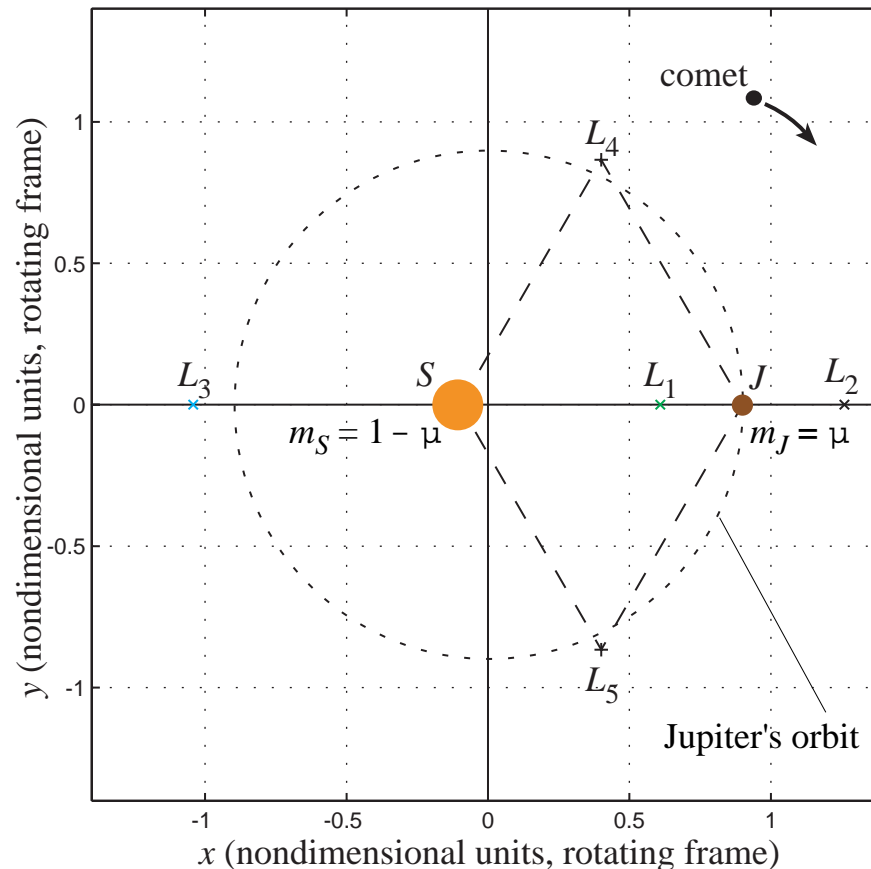 comet
1
L4
0.5
L3
S
L1
J
L2
0
mS = 1 − μ
mJ = μ
-0.5
L5
-1
Jupiter's orbit
-1
-0.5
0
0.5
1
x (nondimensional units, rotating frame)
y (nondimensional units, rotating frame)